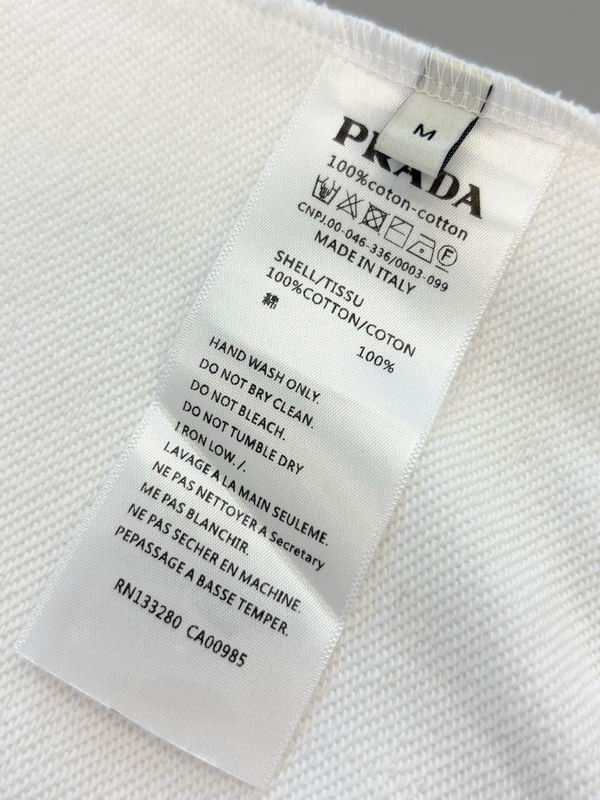 M
PRADA
100%coton-cotton
F
CNPJ.00-046-336/0003-099
MADE IN ITALY
SHELL/TISSU
100%COTTON/COTON
綿
100%
HAND WASH ONLY.
DO NOT BRY CLEAN.
DO NOT BLEACH.
DO NOT TUMBLE DRY
IRON LOW. /.
LAVAGE A LA MAIN SEULEME.
NE PAS NETTOYER A Secretary
ME PAS BLANCHIR.
NE PAS SECHER EN MACHINE.
PEPASSAGE A BASSE TEMPER.
RN133280 CA00985